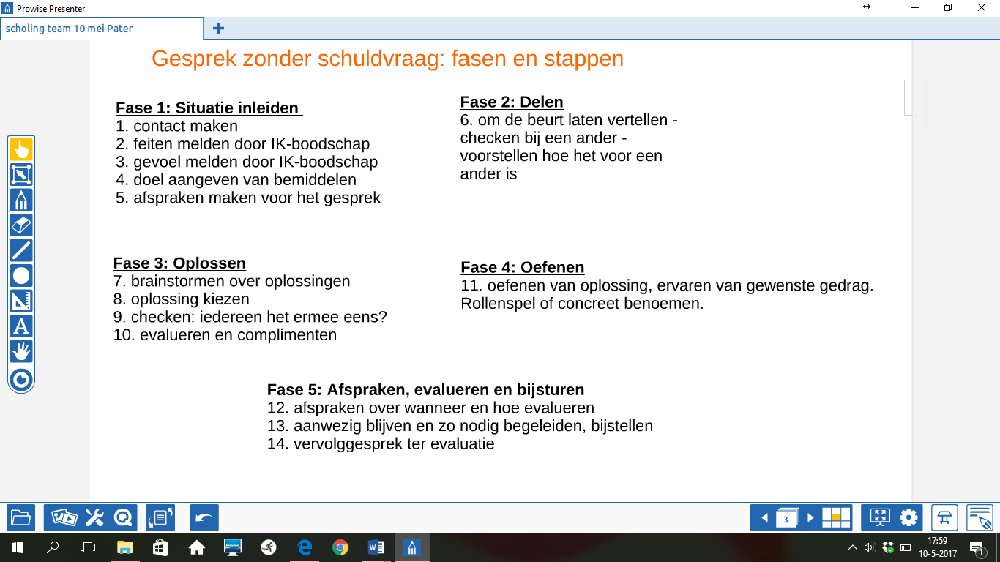 Prowise Presenter
scholing team 10 mei Pater
Gesprek zonder schuldvraag: fasen en stappen
Fase 1: Situatie inleiden
1. contact maken
2. feiten melden door IK-boodschap
3. gevoel melden door IK-boodschap
4. doel aangeven van bemiddelen
5. afspraken maken voor het gesprek
Fase 2: Delen
6. om de beurt laten vertellen -
checken bij een ander -
voorstellen hoe het voor een
ander is
Fase 3: Oplossen
7. brainstormen over oplossingen
8. oplossing kiezen
9. checken: iedereen het ermee eens?
10. evalueren en complimenten
Fase 4: Oefenen
11. oefenen van oplossing, ervaren van gewenste gedrag.
Rollenspel of concreet benoemen.
Fase 5: Afspraken, evalueren en bijsturen
12. afspraken over wanneer en hoe evalueren
13. aanwezig blijven en zo nodig begeleiden, bijstellen
14. vervolggesprek ter evaluatie
3
17:59
10-5-2017
1